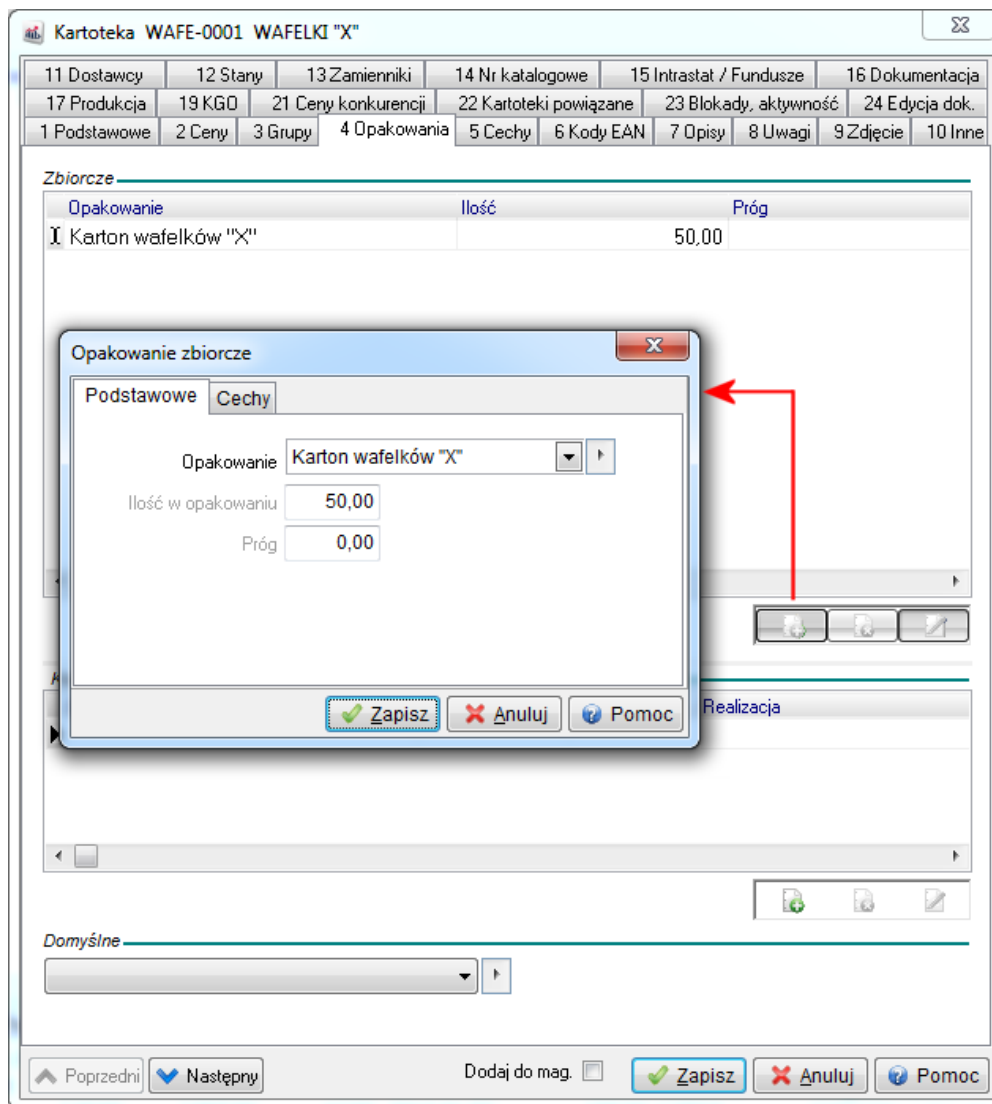 Kartoteka WAFE-0001 WAFELKI "X"
11 Dostawcy 12 Stany 13 Zamienniki 14 Nr katalogowe 15 Intrastat / Fundusze 16 Dokumentacja
17 Produkcja 19 KGO 21 Ceny konkurencji 22 Kartoteki powiązane 23 Blokady, aktywność 24 Edycja dok.
1 Podstawowe 2 Ceny 3 Grupy 4 Opakowania 5 Cechy 6 Kody EAN 7 Opisy 8 Uwagi 9 Zdjęcie 10 Inne
Zbiorcze
Opakowanie Ilość Próg
Karton wafelków "X" 50,00
Opakowanie zbiorcze
Podstawowe Cechy
Opakowanie Karton wafelków "X"
Ilość w opakowaniu 50,00
Próg 0,00
Zapisz Anuluj Pomoc
Realizacja
Domyślne
Poprzedni Następny Dodaj do mag. Zapisz Anuluj Pomoc